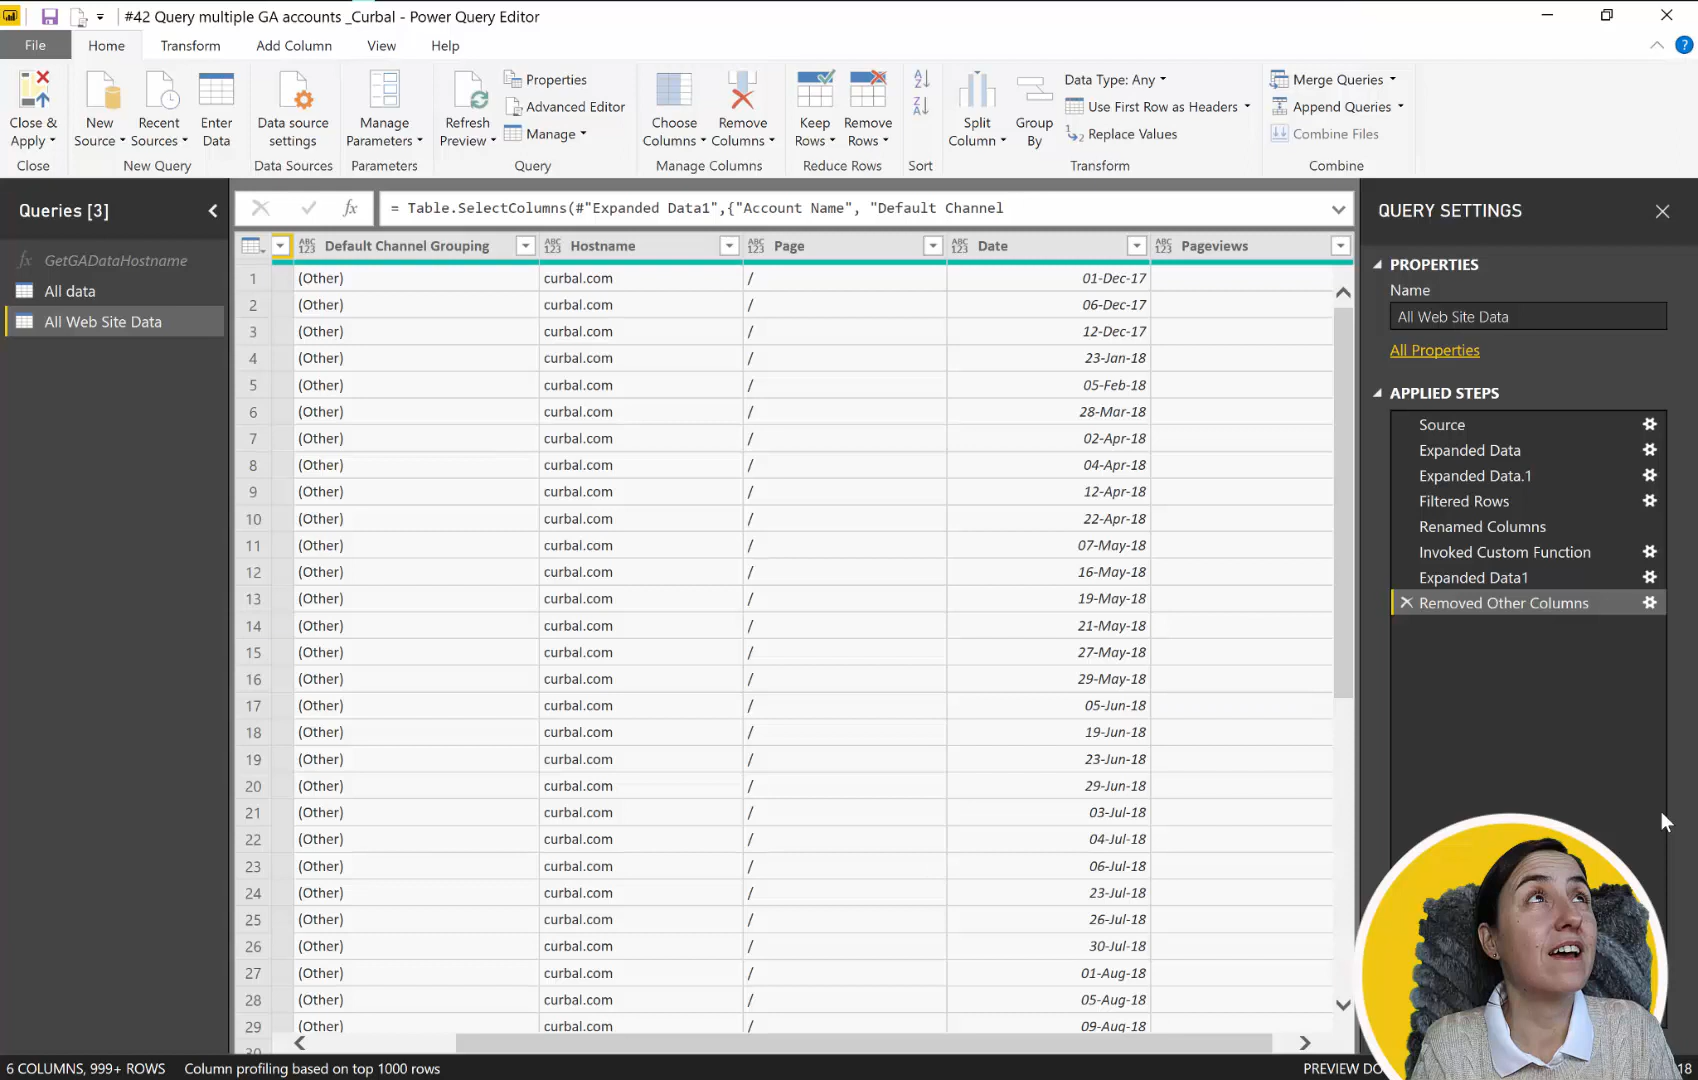 #42 Query multiple GA accounts _Curbal - Power Query Editor
File Home Transform Add Column View Help
Close & Apply
New Source
Recent Sources
Enter Data
Data source settings
Manage Parameters
Refresh Preview
Properties
Advanced Editor
Manage
Choose Columns
Remove Columns
Keep Rows
Remove Rows
Split Column
Group By
Data Type: Any
Use First Row as Headers
Replace Values
Merge Queries
Append Queries
Combine Files
Close New Query Data Sources Parameters Query Manage Columns Reduce Rows Sort Transform Combine
Queries [3]
fx GetGADataHostname
All data
All Web Site Data
fx = Table.SelectColumns(#"Expanded Data1",{"Account Name", "Default Channel
ABC 123 Default Channel Grouping ABC 123 Hostname ABC 123 Page ABC 123 Date ABC 123 Pageviews
1 (Other) curbal.com / 01-Dec-17
2 (Other) curbal.com / 06-Dec-17
3 (Other) curbal.com / 12-Dec-17
4 (Other) curbal.com / 23-Jan-18
5 (Other) curbal.com / 05-Feb-18
6 (Other) curbal.com / 28-Mar-18
7 (Other) curbal.com / 02-Apr-18
8 (Other) curbal.com / 04-Apr-18
9 (Other) curbal.com / 12-Apr-18
10 (Other) curbal.com / 22-Apr-18
11 (Other) curbal.com / 07-May-18
12 (Other) curbal.com / 16-May-18
13 (Other) curbal.com / 19-May-18
14 (Other) curbal.com / 21-May-18
15 (Other) curbal.com / 27-May-18
16 (Other) curbal.com / 29-May-18
17 (Other) curbal.com / 05-Jun-18
18 (Other) curbal.com / 19-Jun-18
19 (Other) curbal.com / 23-Jun-18
20 (Other) curbal.com / 29-Jun-18
21 (Other) curbal.com / 03-Jul-18
22 (Other) curbal.com / 04-Jul-18
23 (Other) curbal.com / 06-Jul-18
24 (Other) curbal.com / 23-Jul-18
25 (Other) curbal.com / 26-Jul-18
26 (Other) curbal.com / 30-Jul-18
27 (Other) curbal.com / 01-Aug-18
28 (Other) curbal.com / 05-Aug-18
29 (Other) curbal.com / 09-Aug-18
QUERY SETTINGS
PROPERTIES
Name
All Web Site Data
All Properties
APPLIED STEPS
Source
Expanded Data
Expanded Data.1
Filtered Rows
Renamed Columns
Invoked Custom Function
Expanded Data1
Removed Other Columns
6 COLUMNS, 999+ ROWS Column profiling based on top 1000 rows PREVIEW 18